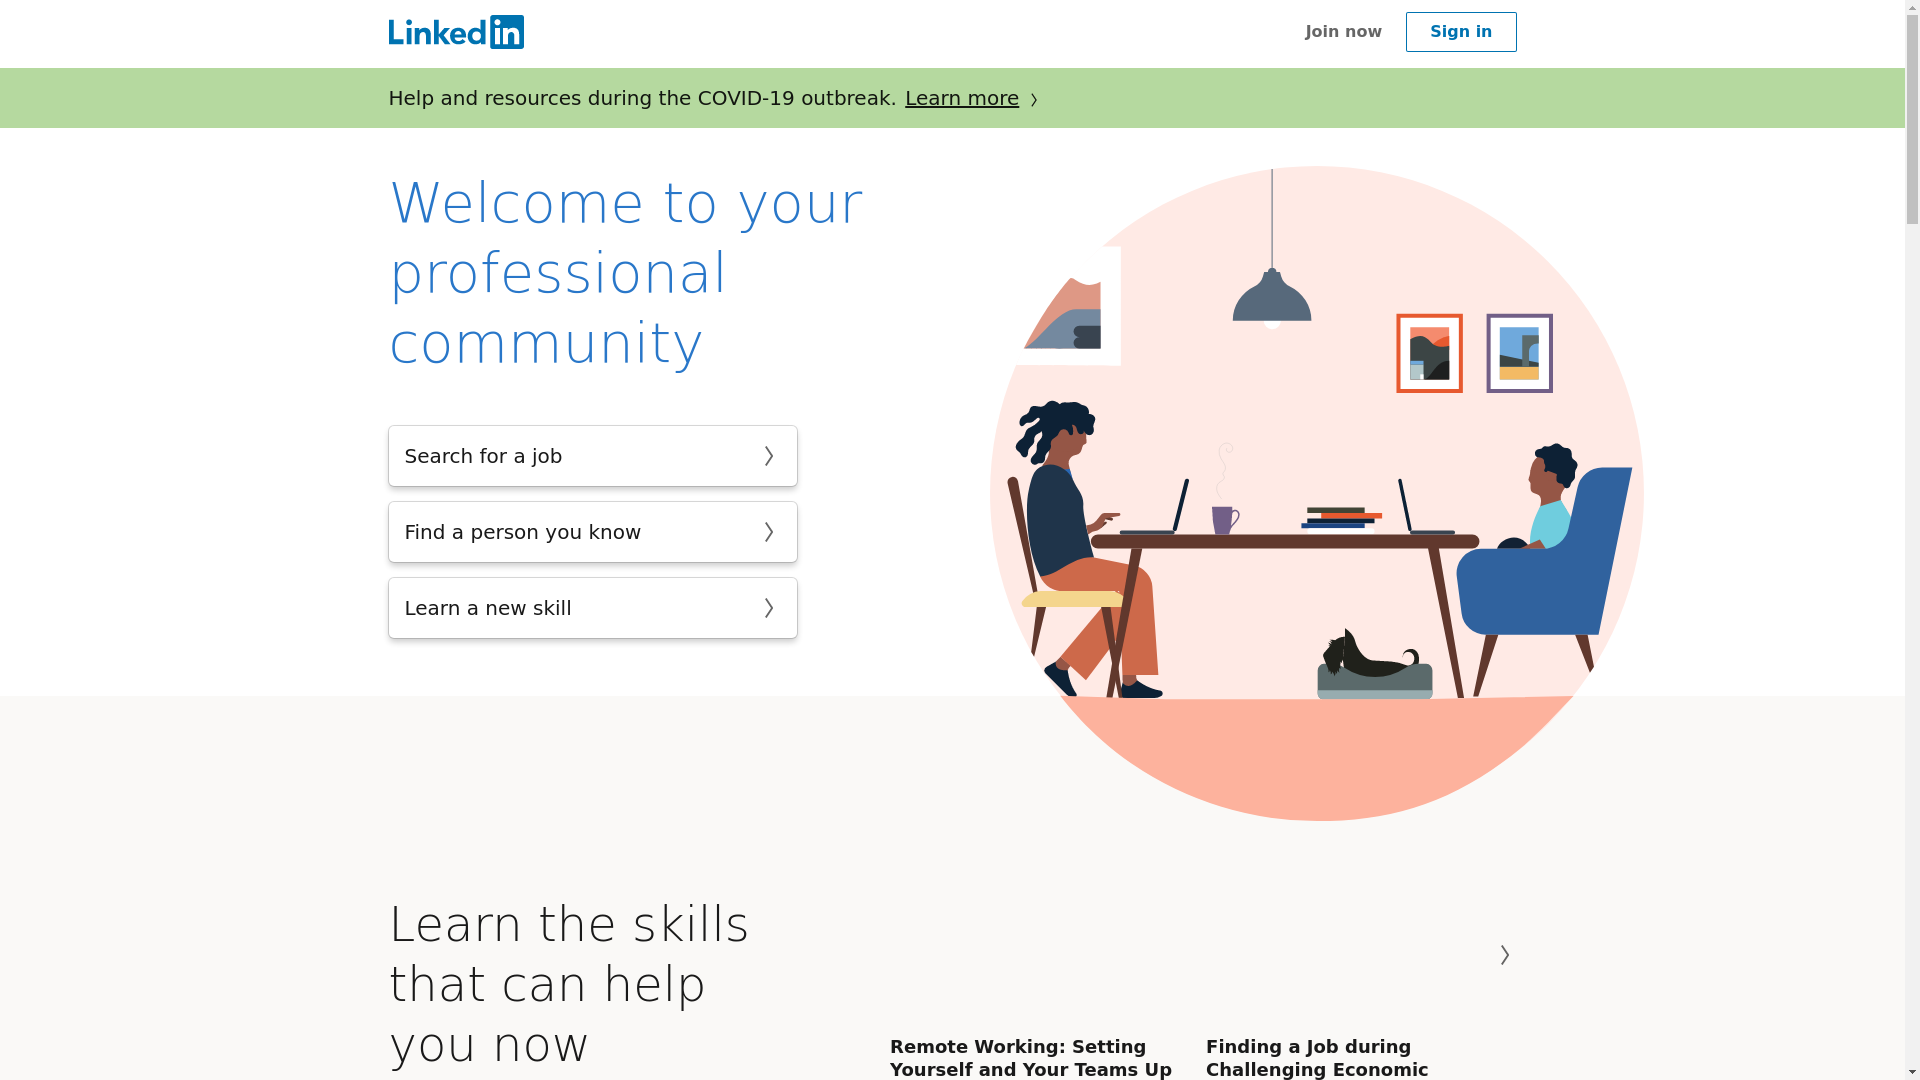 LinkedIn
Join now
Sign in
Help and resources during the COVID-19 outbreak. Learn more
Welcome to your
professional
community
Search for a job
Find a person you know
Learn a new skill
Learn the skills
that can help
you now
Remote Working: Setting
Yourself and Your Teams Up
Finding a Job during
Challenging Economic